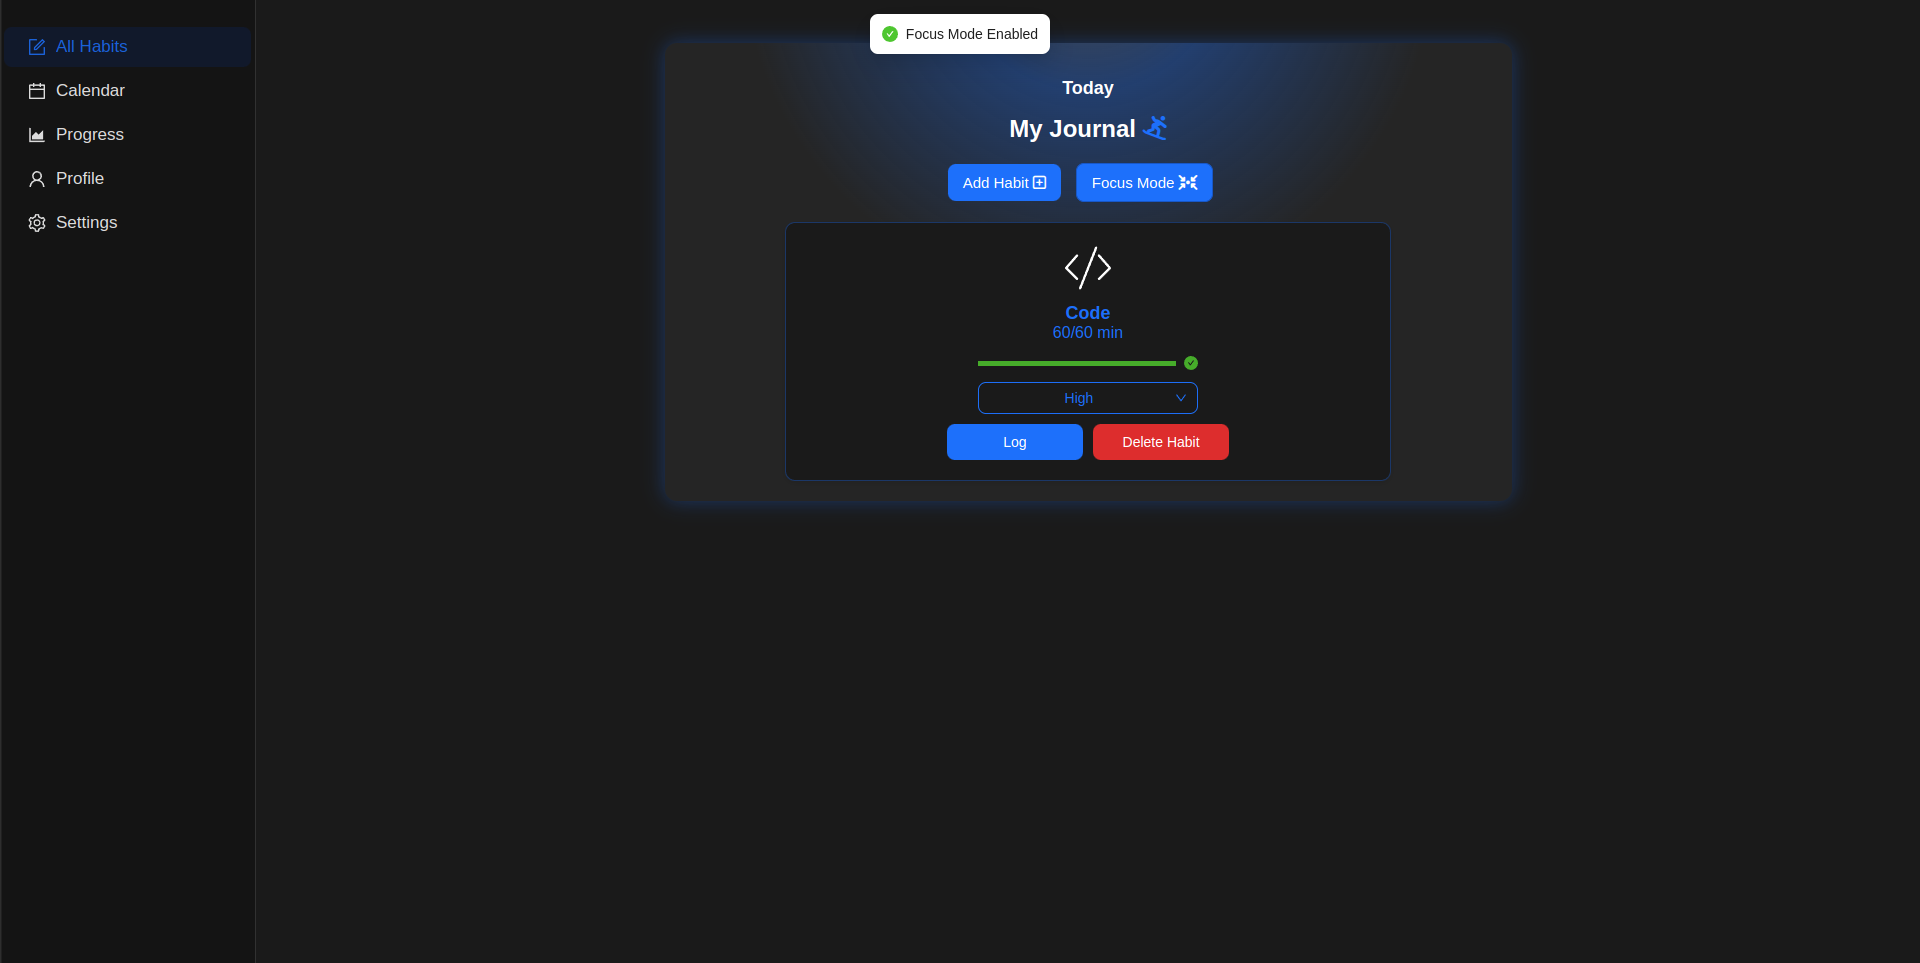 Focus Mode Enabled
All Habits
Calendar
Progress
Profile
Settings
Today
My Journal
Add Habit
Focus Mode
Code
60/60 min
High
Log
Delete Habit